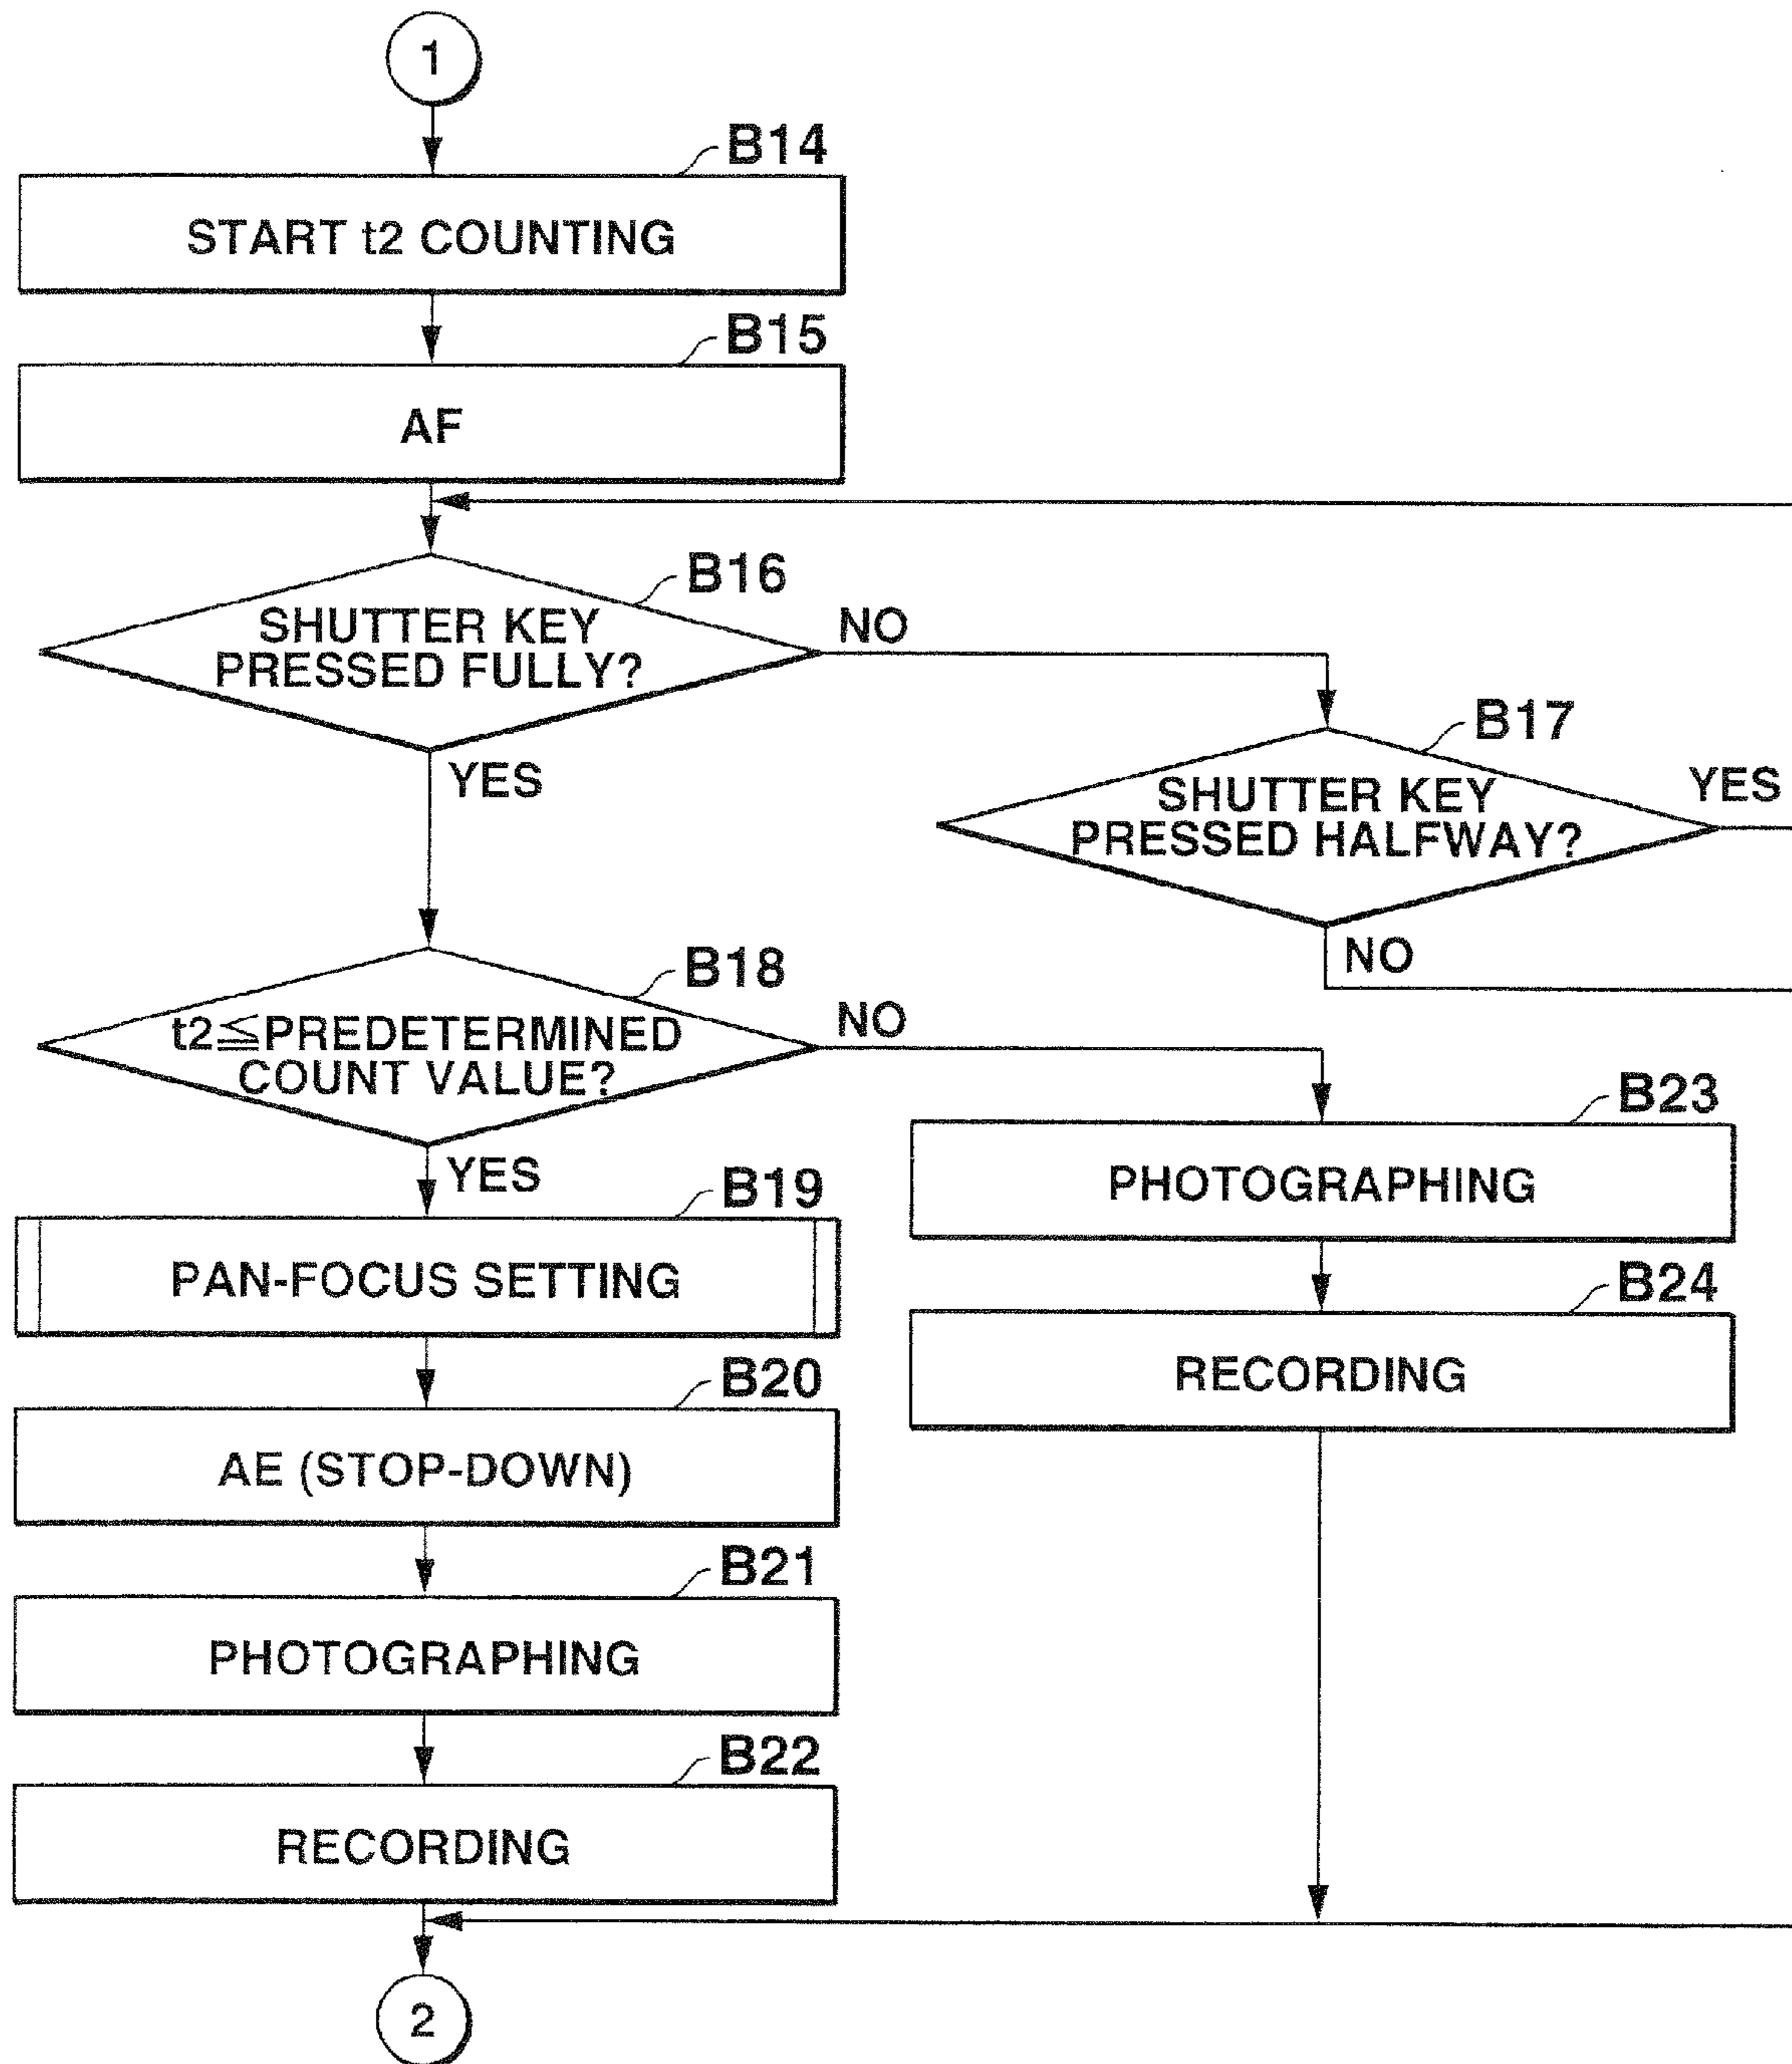 1
B14
START t2 COUNTING
B15
AF
B16
SHUTTER KEY
PRESSED FULLY?
NO
YES
B17
SHUTTER KEY
PRESSED HALFWAY?
YES
NO
B18
t2≦PREDETERMINED
COUNT VALUE?
NO
YES
B19
PAN-FOCUS SETTING
B20
AE (STOP-DOWN)
B21
PHOTOGRAPHING
B22
RECORDING
B23
PHOTOGRAPHING
B24
RECORDING
2